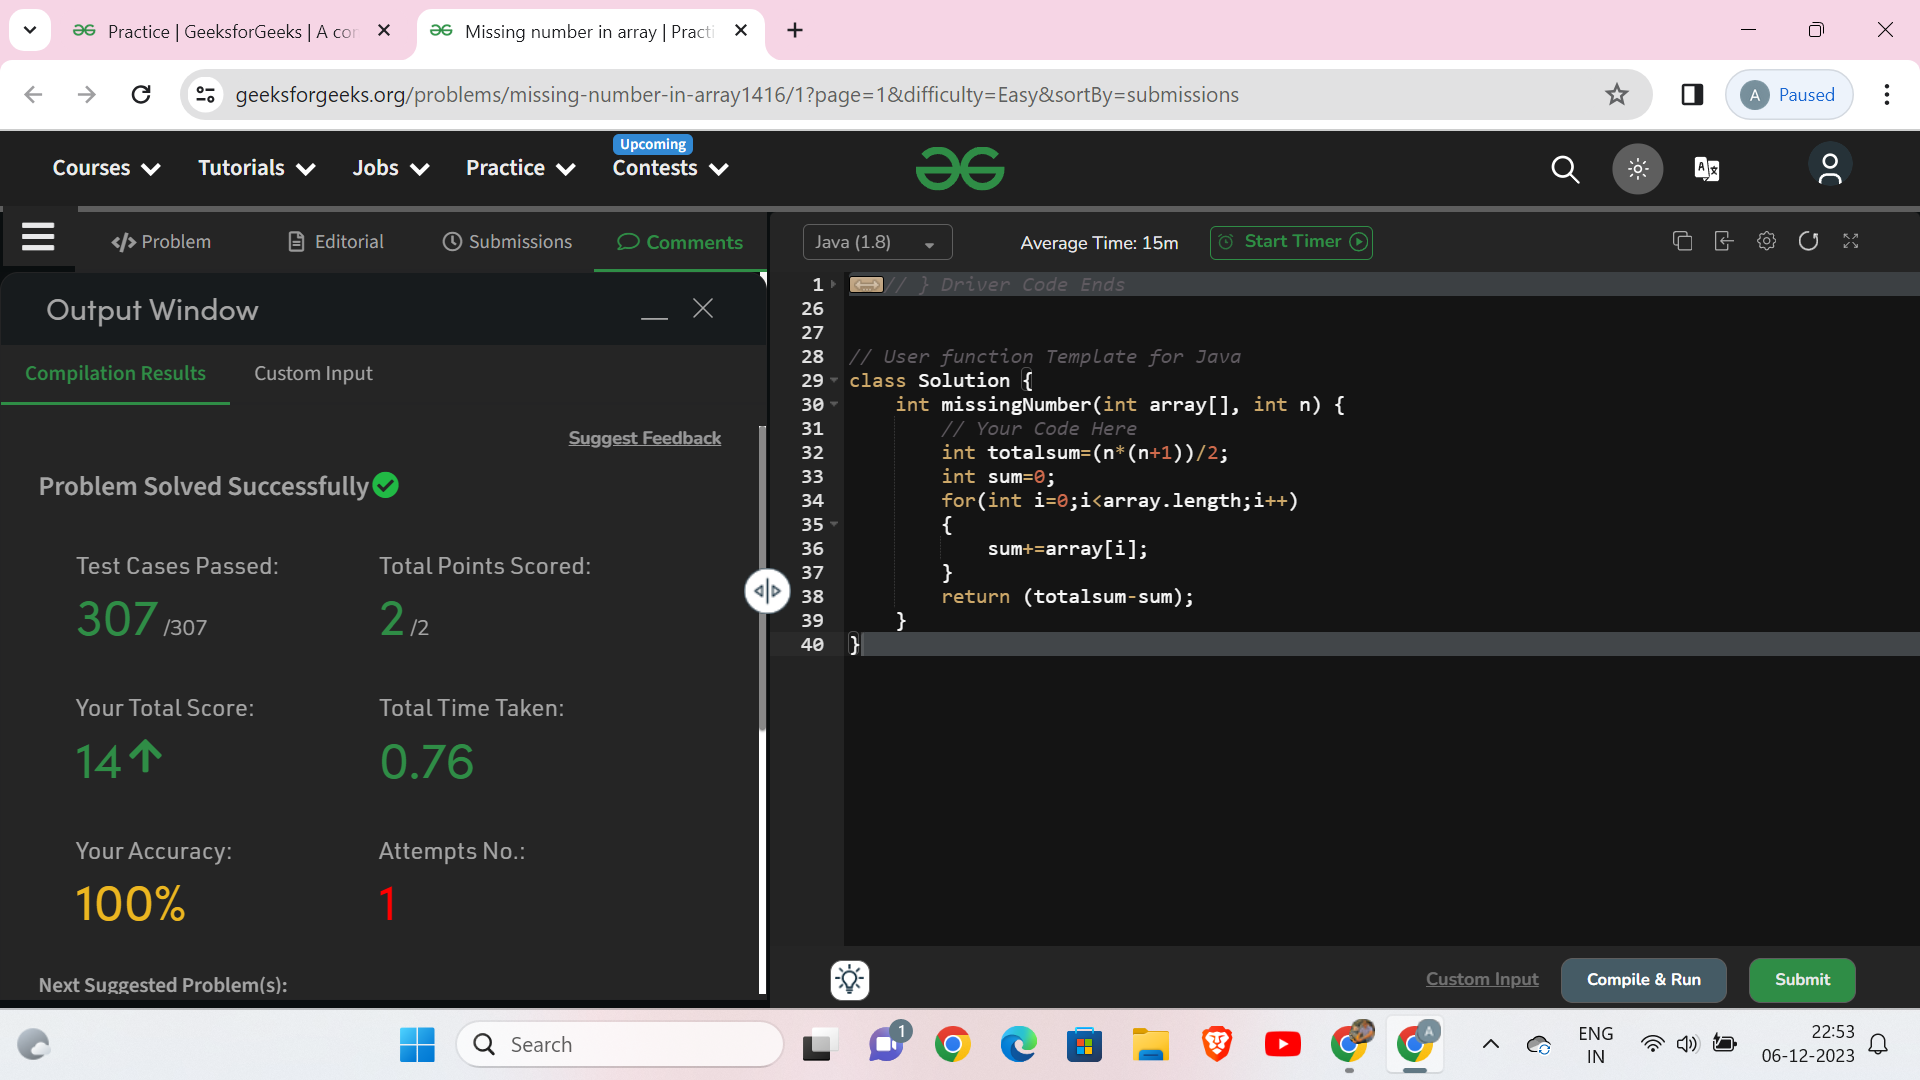 Practice | GeeksforGeeks | A co
Missing number in array | Pract
geeksforgeeks.org/problems/missing-number-in-array1416/1?page=1&difficulty=Easy&sortBy=submissions
A Paused
Upcoming
Courses Tutorials Jobs Practice Contests
Problem Editorial Submissions Comments
Java (1.8) Average Time: 15m Start Timer
Output Window
Compilation Results Custom Input
Suggest Feedback
Problem Solved Successfully
Test Cases Passed: Total Points Scored:
307 /307 2 /2
Your Total Score: Total Time Taken:
14 0.76
Your Accuracy: Attempts No.:
100% 1
Next Suggested Problem(s):
1 // } Driver Code Ends
26
27
28 // User function Template for Java
29 class Solution {
30 int missingNumber(int array[], int n) {
31 // Your Code Here
32 int totalsum=(n*(n+1))/2;
33 int sum=0;
34 for(int i=0;i<array.length;i++)
35 {
36 sum+=array[i];
37 }
38 return (totalsum-sum);
39 }
40 }
Custom Input Compile & Run Submit
Search
1
A
ENG
IN
22:53
06-12-2023